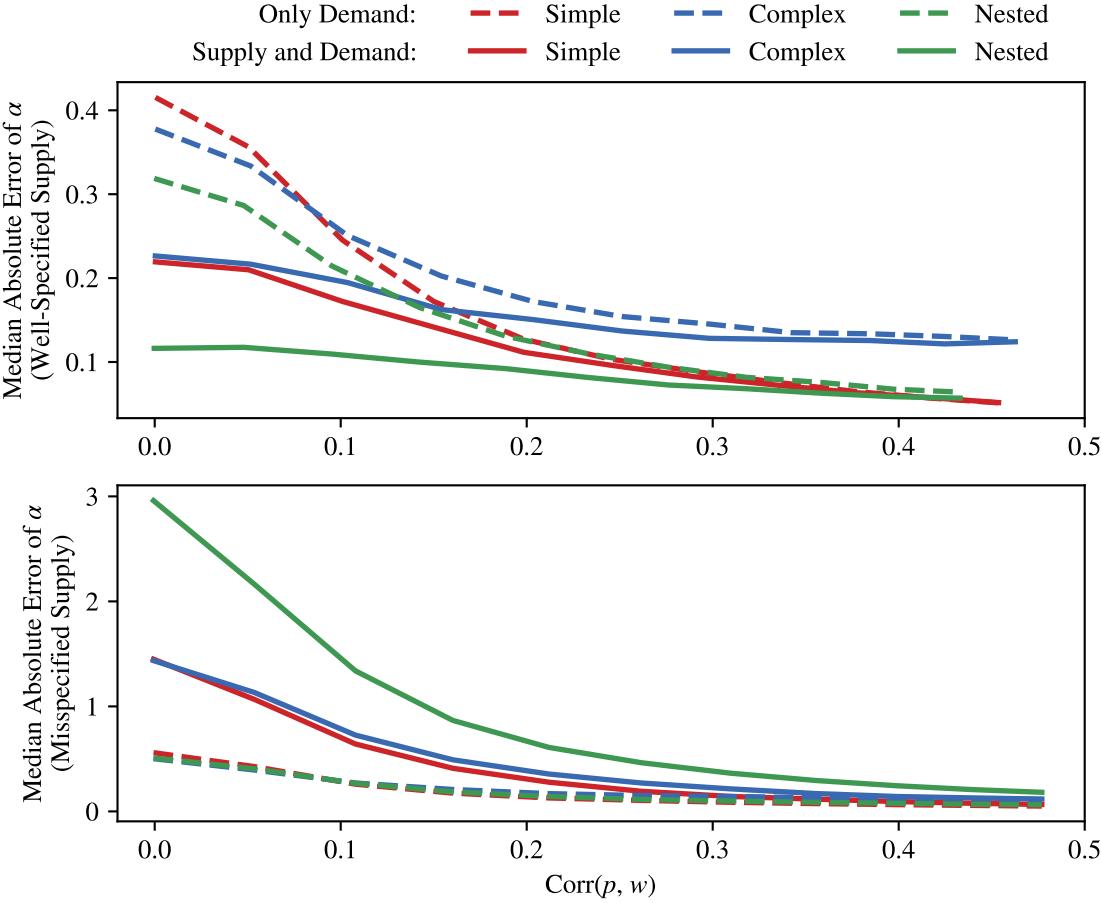 Only Demand: Simple Complex Nested
Supply and Demand: Simple Complex Nested
Median Absolute Error of α
(Well-Specified Supply)
0.4
0.3
0.2
0.1
0.0 0.1 0.2 0.3 0.4 0.5
Median Absolute Error of α
(Misspecified Supply)
3
2
1
0
0.0 0.1 0.2 0.3 0.4 0.5
Corr(p, w)